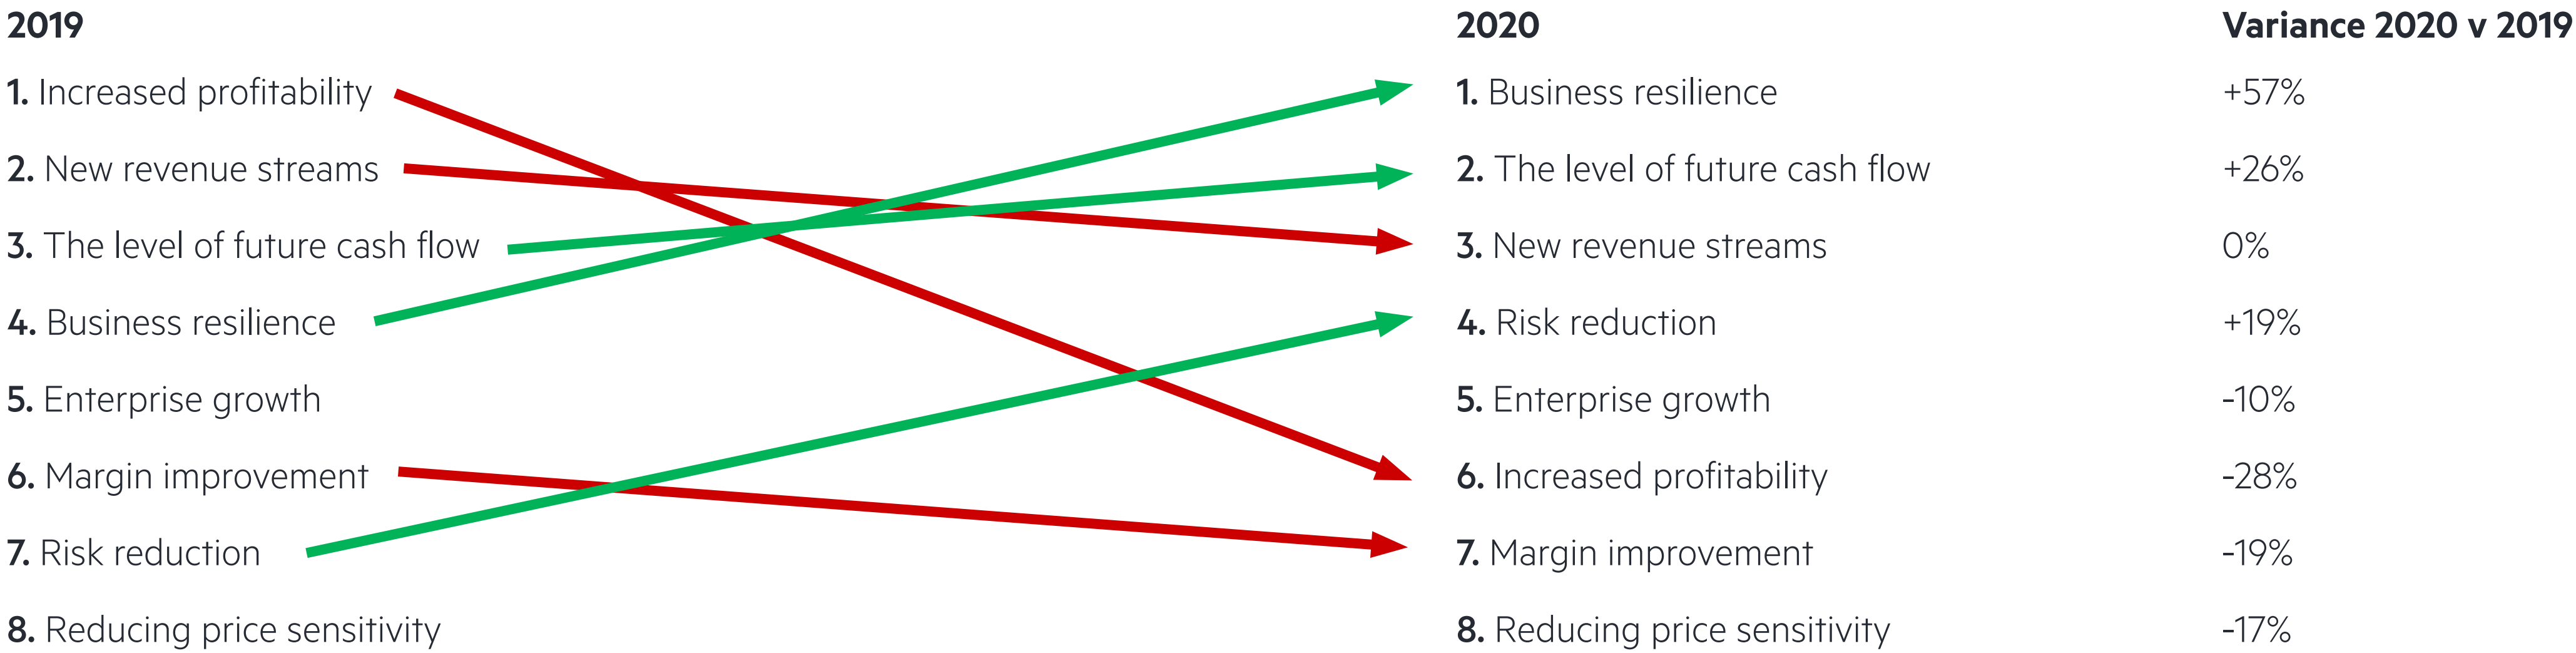 2019 2020 Variance 2020 v 2019
1. Increased profitability 1. Business resilience +57%
2. New revenue streams 2. The level of future cash flow +26%
3. The level of future cash flow 3. New revenue streams 0%
4. Business resilience 4. Risk reduction +19%
5. Enterprise growth 5. Enterprise growth -10%
6. Margin improvement 6. Increased profitability -28%
7. Risk reduction 7. Margin improvement -19%
8. Reducing price sensitivity 8. Reducing price sensitivity -17%